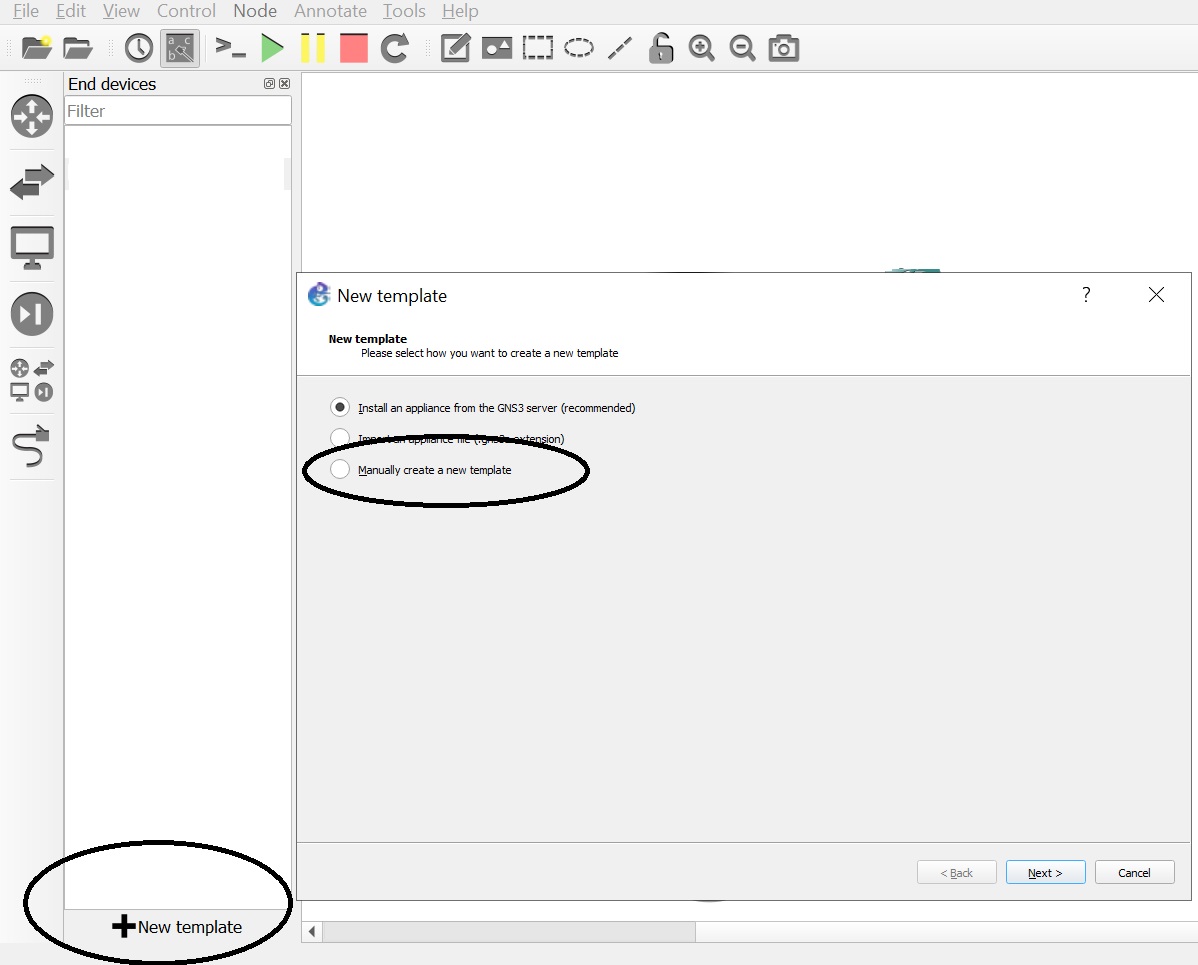 File Edit View Control Node Annotate Tools Help
End devices
Filter
New template
?
New template
Please select how you want to create a new template
Install an appliance from the GNS3 server (recommended)
Import an appliance file (.gns3a extension)
Manually create a new template
< Back Next > Cancel
New template